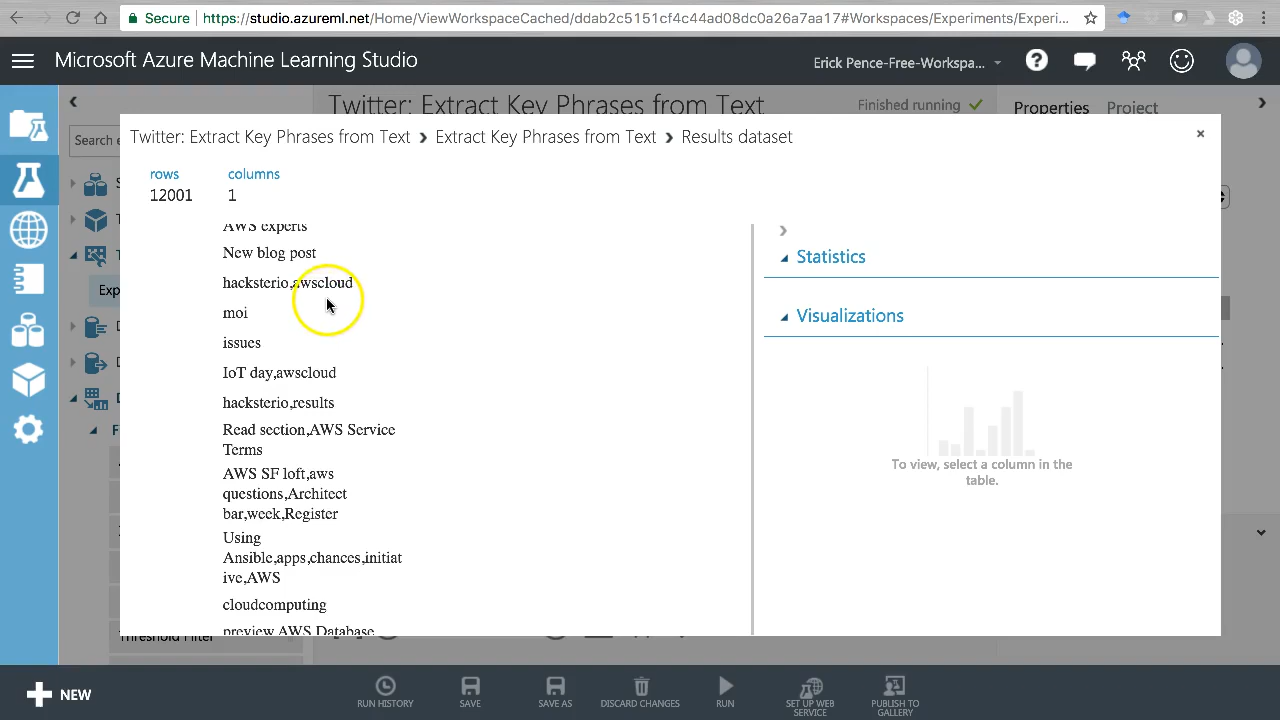 Secure
https://studio.azureml.net/Home/ViewWorkspaceCached/ddab2c5151cf4c44ad08dc0a26a7aa17#Workspaces/Experiments/Experi...
Microsoft Azure Machine Learning Studio
Erick Pence-Free-Workspa...
Twitter: Extract Key Phrases from Text
Finished running
Properties
Project
Search e
Twitter: Extract Key Phrases from Text > Extract Key Phrases from Text > Results dataset
rows
columns
12001
1
AWS experts
New blog post
hacksterio,awscloud
moi
issues
IoT day,awscloud
hacksterio,results
Read section,AWS Service
Terms
AWS SF loft,aws
questions,Architect
bar,week,Register
Using
Ansible,apps,chances,initiat
ive,AWS
cloudcomputing
preview,AWS Database
Statistics
Visualizations
To view, select a column in the
table.
Exp
Threshold Filter
NEW
RUN HISTORY
SAVE
SAVE AS
DISCARD CHANGES
RUN
SET UP WEB
SERVICE
PUBLISH TO
GALLERY